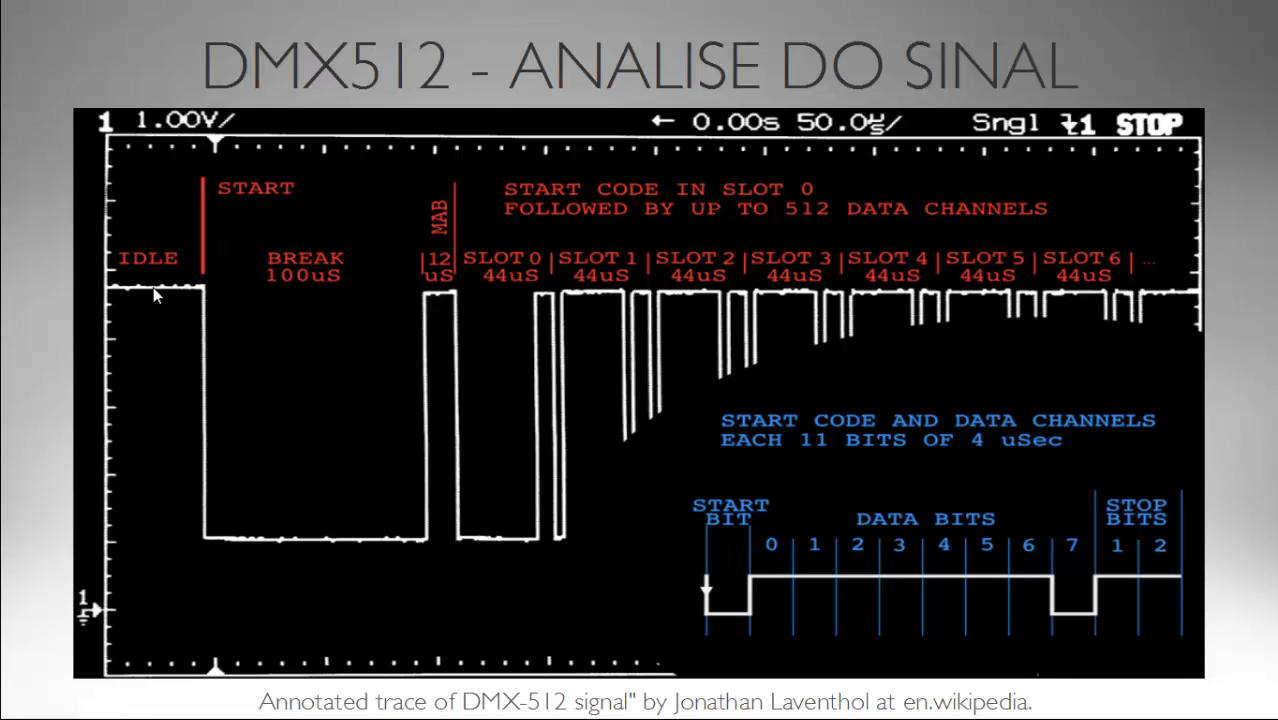 DMX512 - ANALISE DO SINAL
1 1.00V/ ← 0.00s 50.0µs/ Sngl ↧1 STOP
START START CODE IN SLOT 0
MAB FOLLOWED BY UP TO 512 DATA CHANNELS
IDLE BREAK 12 SLOT 0 SLOT 1 SLOT 2 SLOT 3 SLOT 4 SLOT 5 SLOT 6 ...
100uS uS 44uS 44uS 44uS 44uS 44uS 44uS 44uS
START CODE AND DATA CHANNELS
EACH 11 BITS OF 4 uSec
START STOP
BIT DATA BITS BITS
0 1 2 3 4 5 6 7 1 2
1
Annotated trace of DMX-512 signal" by Jonathan Laventhol at en.wikipedia.